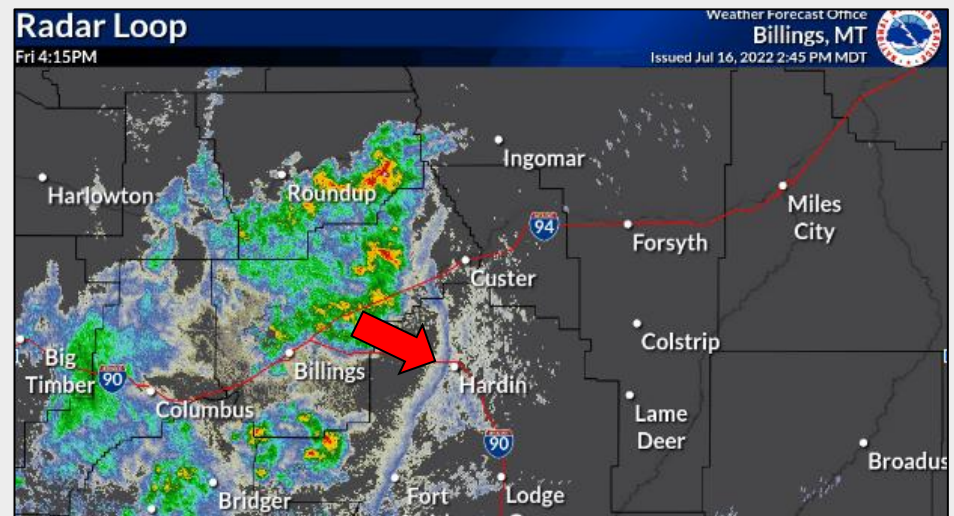 Radar Loop
Weather Forecast Office
Billings, MT
Fri 4:15PM
Issued Jul 16, 2022 2:45 PM MDT
Ingomar
Harlowton
Roundup
Miles
City
94
Forsyth
Custer
Colstrip
Big
Timber
90
Billings
Hardin
Columbus
Lame
Deer
90
Broadus
Bridger
Fort
Lodge